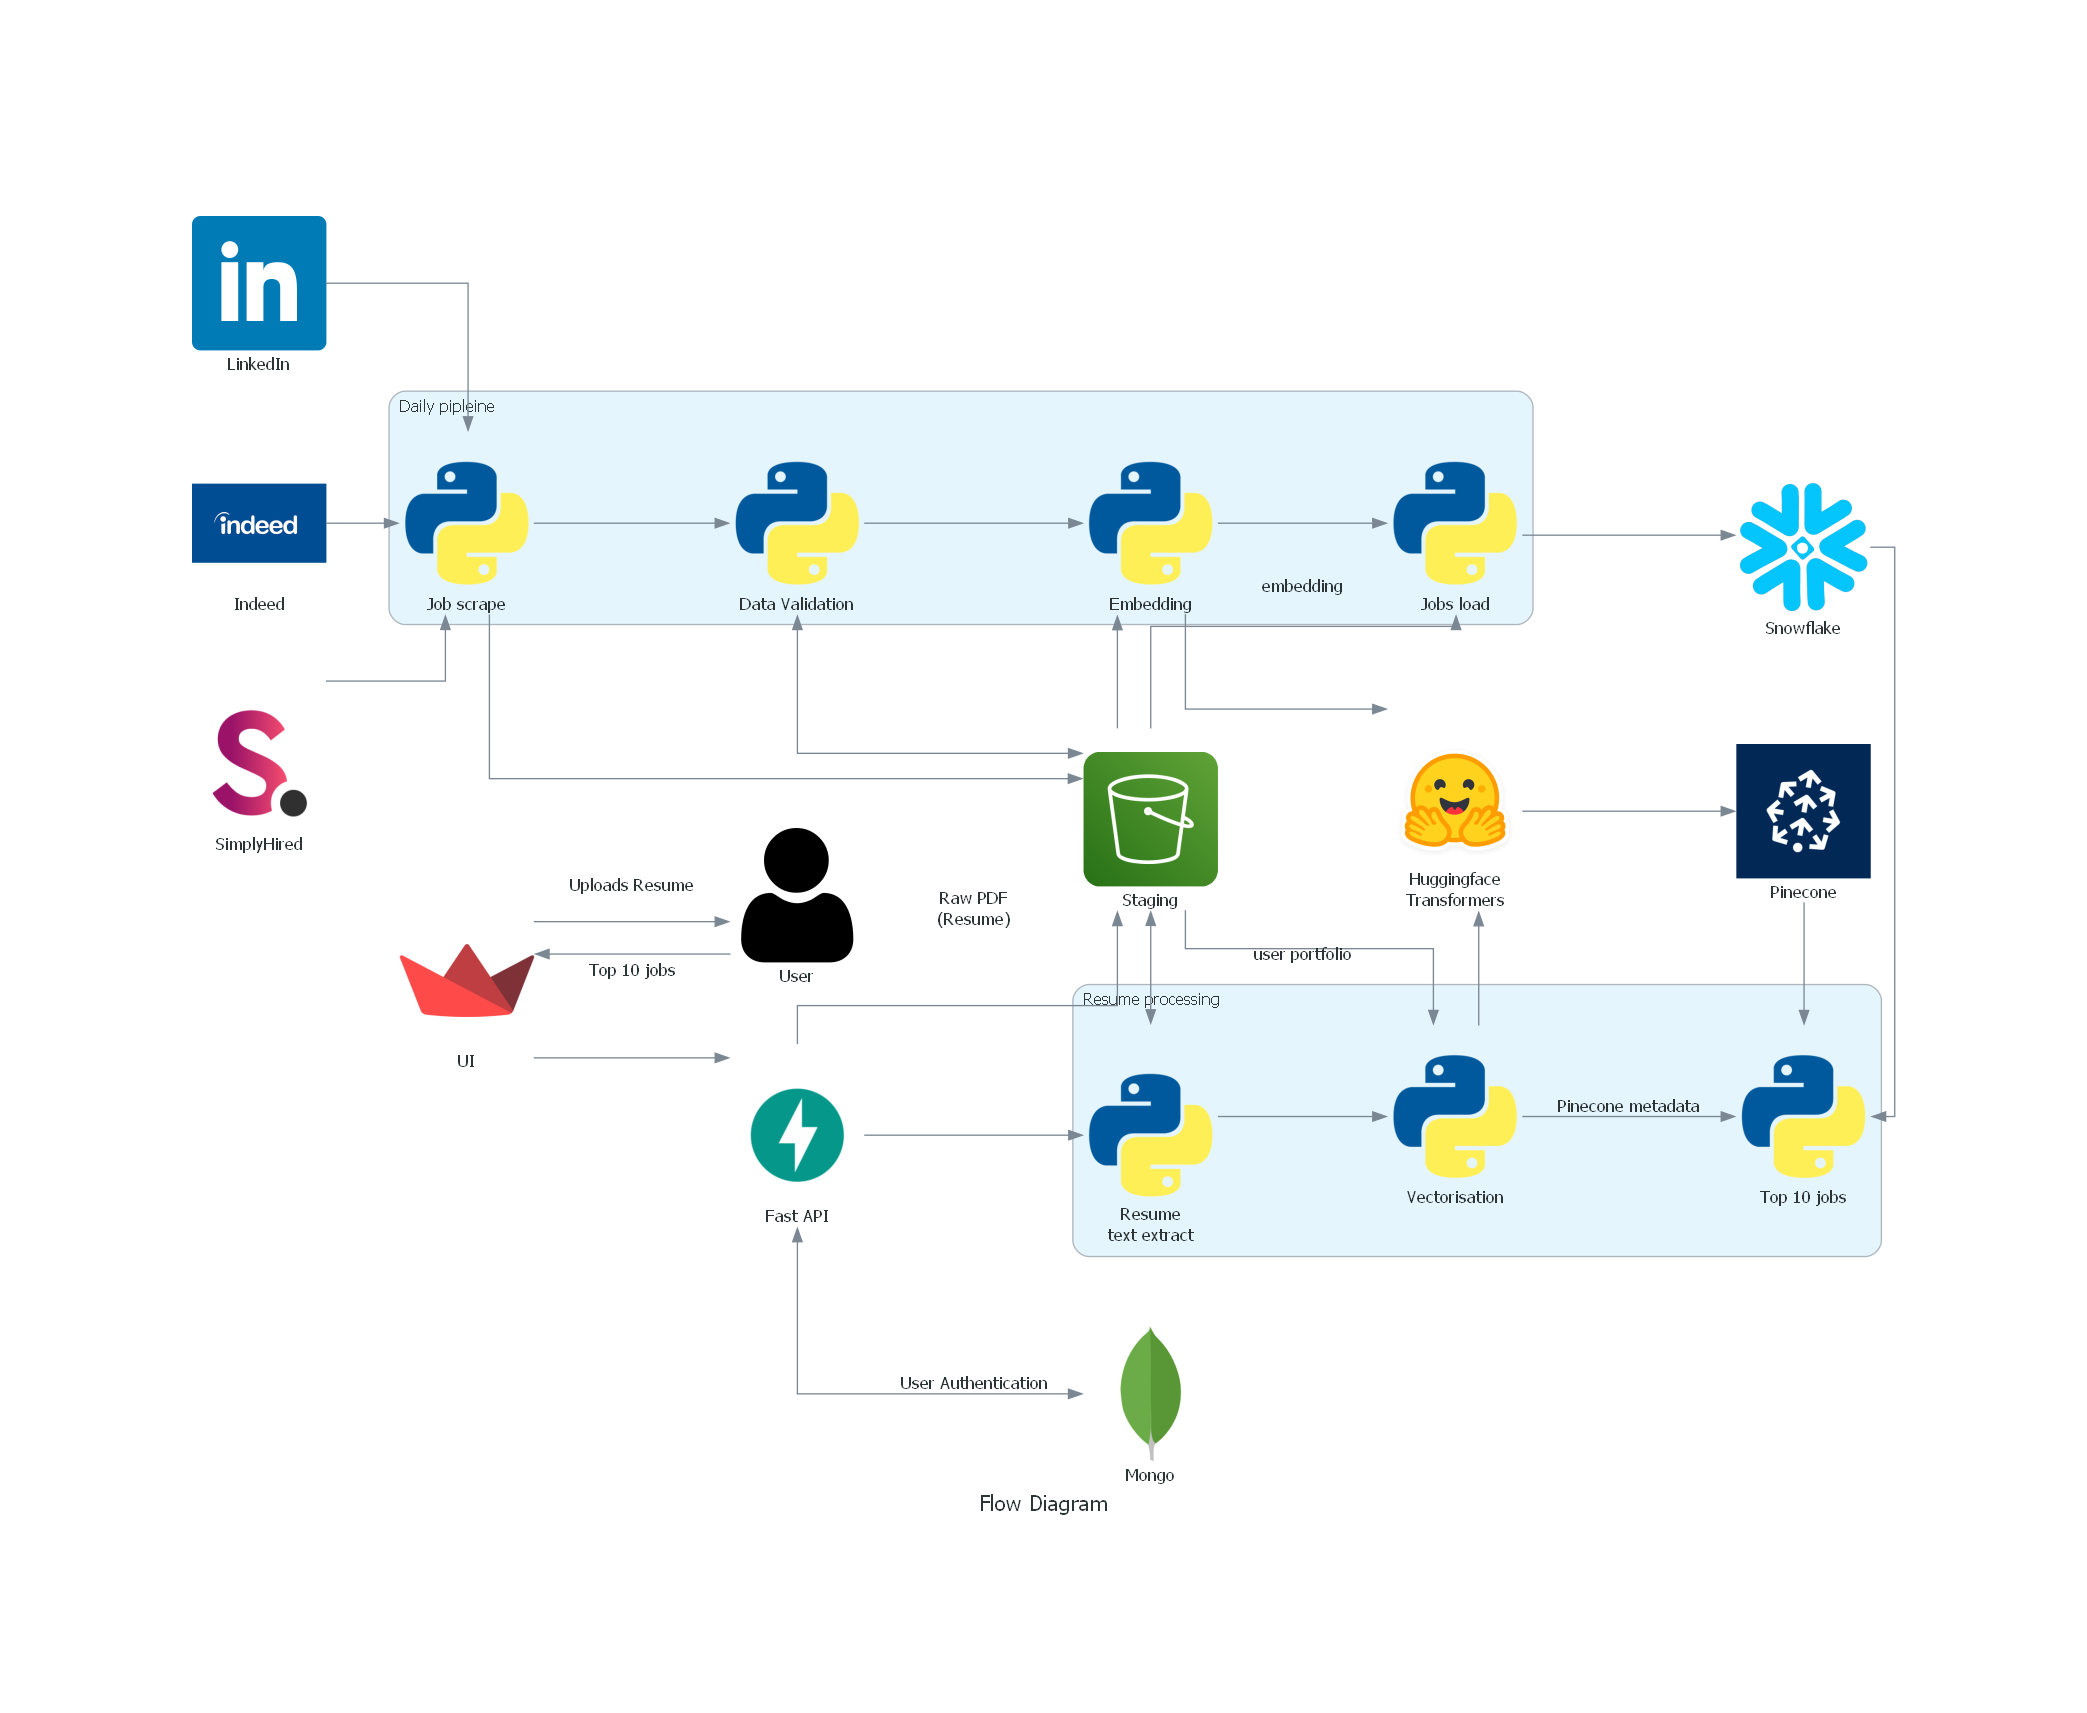 in
LinkedIn
Daily pipleine
indeed
Indeed
Job scrape
Data Validation
Embedding
embedding
Jobs load
Snowflake
SimplyHired
Uploads Resume
Top 10 jobs
User
UI
Raw PDF
(Resume)
Staging
Huggingface
Transformers
Pinecone
user portfolio
Resume processing
Fast API
Resume
text extract
Vectorisation
Pinecone metadata
Top 10 jobs
User Authentication
Mongo
Flow Diagram